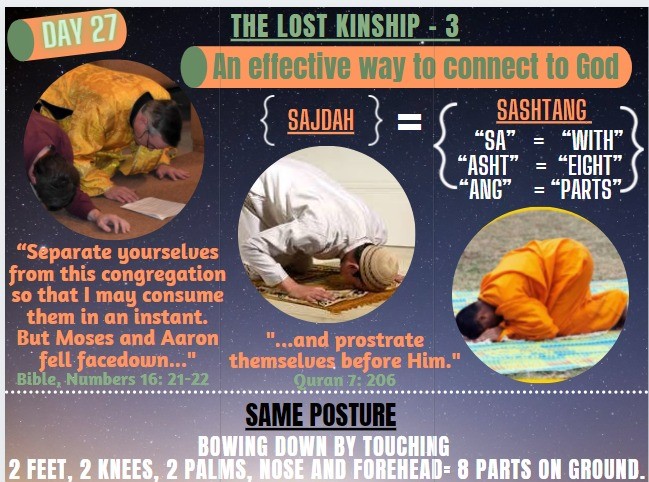 DAY 27
THE LOST KINSHIP - 3
An effective way to connect to God
{ SAJDAH } = { SASHTANG
"SA" = "WITH"
"ASHT" = "EIGHT"
"ANG" = "PARTS" }
"Separate yourselves
from this congregation
so that I may consume
them in an instant.
But Moses and Aaron
fell facedown..."
Bible, Numbers 16: 21-22
"...and prostrate
themselves before Him."
Quran 7: 206
SAME POSTURE
BOWING DOWN BY TOUCHING
2 FEET, 2 KNEES, 2 PALMS, NOSE AND FOREHEAD= 8 PARTS ON GROUND.